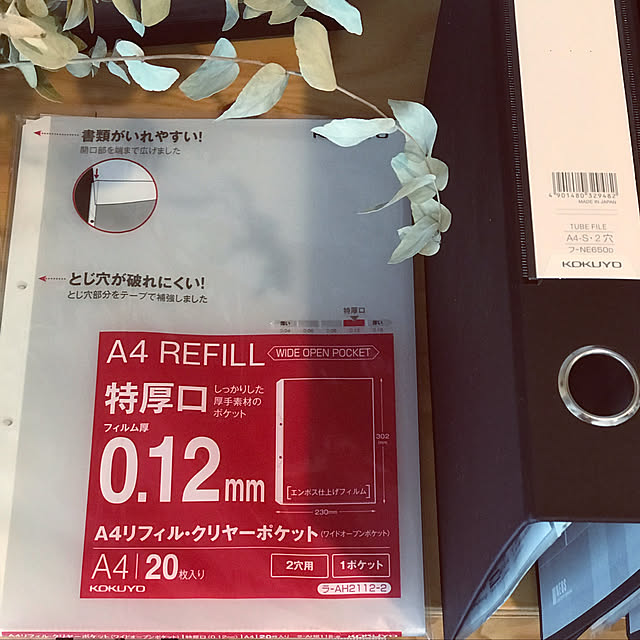 書類がいれやすい!
開口部を端まで広げました
とじ穴が破れにくい!
とじ穴部分をテープで補強しました
特厚口
A4 REFILL
WIDE OPEN POCKET
特厚口
しっかりした
厚手素材の
ポケット
フィルム厚
0.12mm
302
mm
[エンボス仕上げフィルム]
230mm
A4リフィル・クリヤーポケット(ワイドオープンポケット)
A4 20枚入り
2穴用
1ポケット
KOKUYO
ラ-AH2112-2
4901480329482
MADE IN JAPAN
TUBE FILE
A4-S・2穴
フ-NE650D
KOKUYO